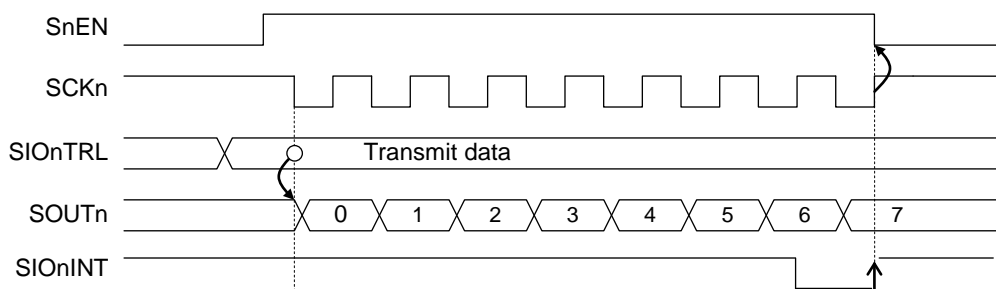 SnEN
SCKn
SIOnTRL
Transmit data
SOUTn
0 1 2 3 4 5 6 7
SIOnINT